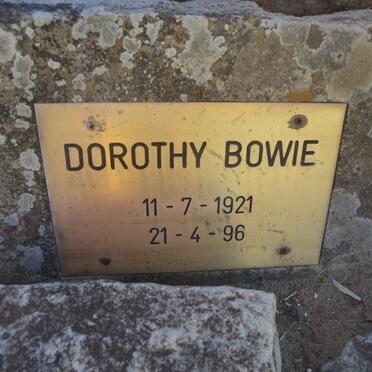 DOROTHY BOWIE
11 - 7 - 1921
21 - 4 - 96